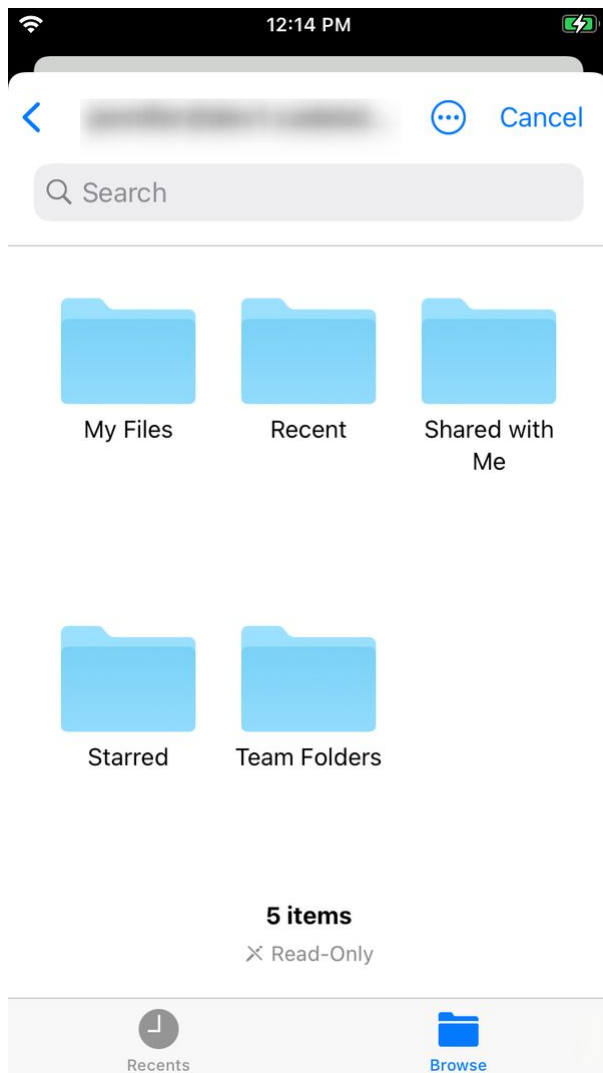 12:14 PM
Cancel
Search
My Files
Recent
Shared with
Me
Starred
Team Folders
5 items
Read-Only
Recents
Browse